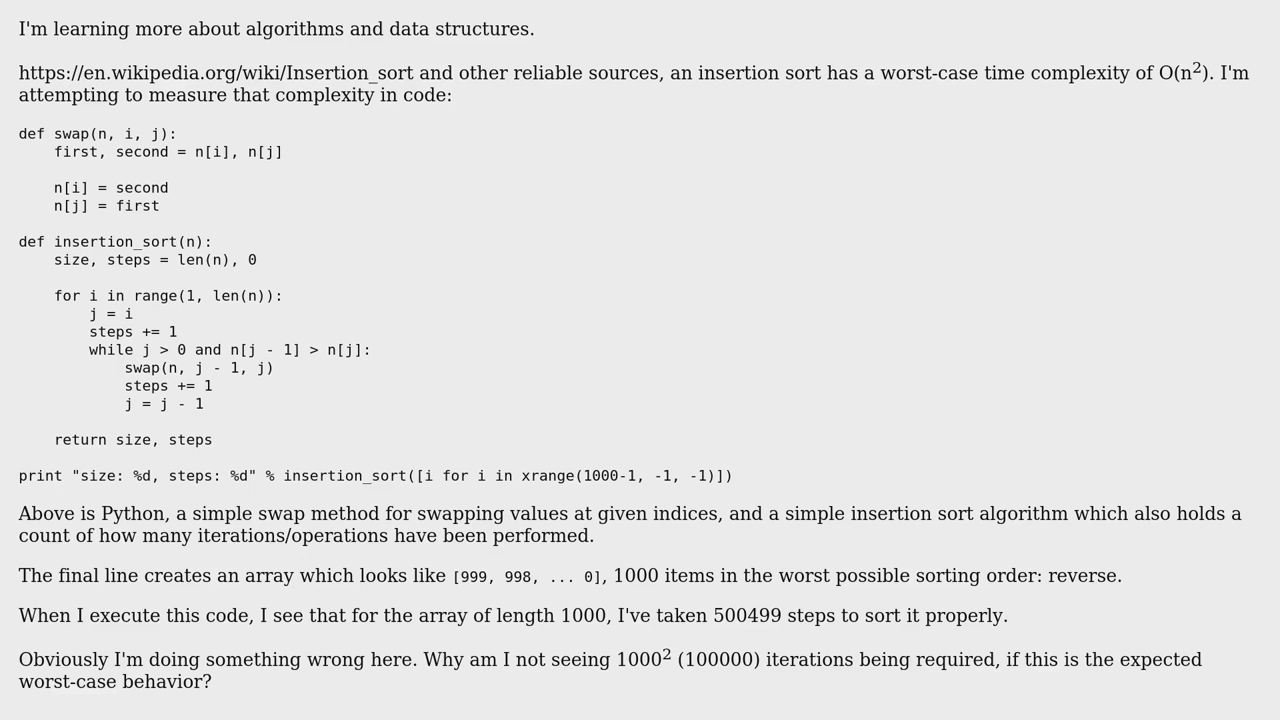 I'm learning more about algorithms and data structures.
https://en.wikipedia.org/wiki/Insertion_sort and other reliable sources, an insertion sort has a worst-case time complexity of O(n²). I'm
attempting to measure that complexity in code:
def swap(n, i, j):
    first, second = n[i], n[j]
    n[i] = second
    n[j] = first
def insertion_sort(n):
    size, steps = len(n), 0
    for i in range(1, len(n)):
        j = i
        steps += 1
        while j > 0 and n[j - 1] > n[j]:
            swap(n, j - 1, j)
            steps += 1
            j = j - 1
    return size, steps
print "size: %d, steps: %d" % insertion_sort([i for i in xrange(1000-1, -1, -1)])
Above is Python, a simple swap method for swapping values at given indices, and a simple insertion sort algorithm which also holds a
count of how many iterations/operations have been performed.
The final line creates an array which looks like [999, 998, ... 0], 1000 items in the worst possible sorting order: reverse.
When I execute this code, I see that for the array of length 1000, I've taken 500499 steps to sort it properly.
Obviously I'm doing something wrong here. Why am I not seeing 1000² (100000) iterations being required, if this is the expected
worst-case behavior?